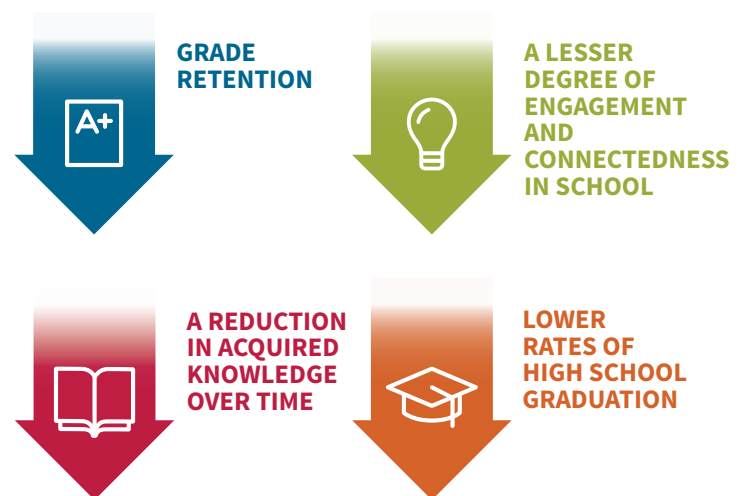 A+
GRADE
RETENTION
A LESSER
DEGREE OF
ENGAGEMENT
AND
CONNECTEDNESS
IN SCHOOL
A REDUCTION
IN ACQUIRED
KNOWLEDGE
OVER TIME
LOWER
RATES OF
HIGH SCHOOL
GRADUATION